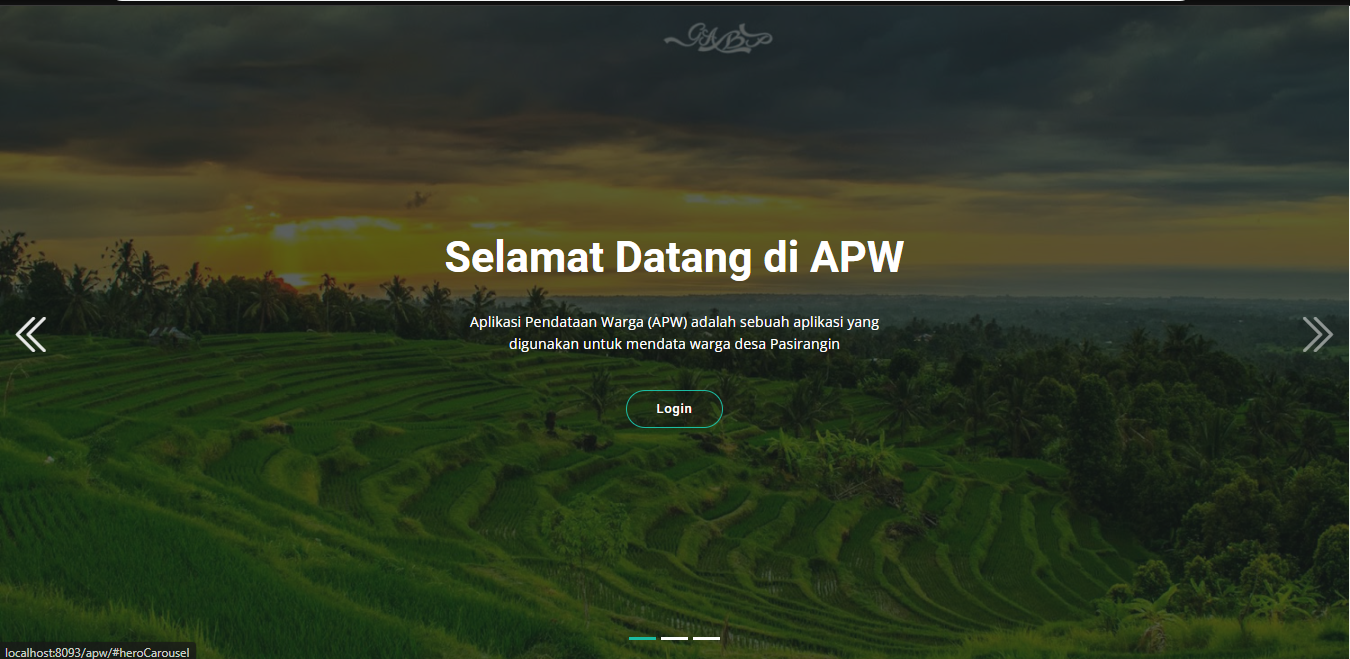 Selamat Datang di APW
Aplikasi Pendataan Warga (APW) adalah sebuah aplikasi yang
digunakan untuk mendata warga desa Pasirangin
Login
localhost:8093/apw/#heroCarousel